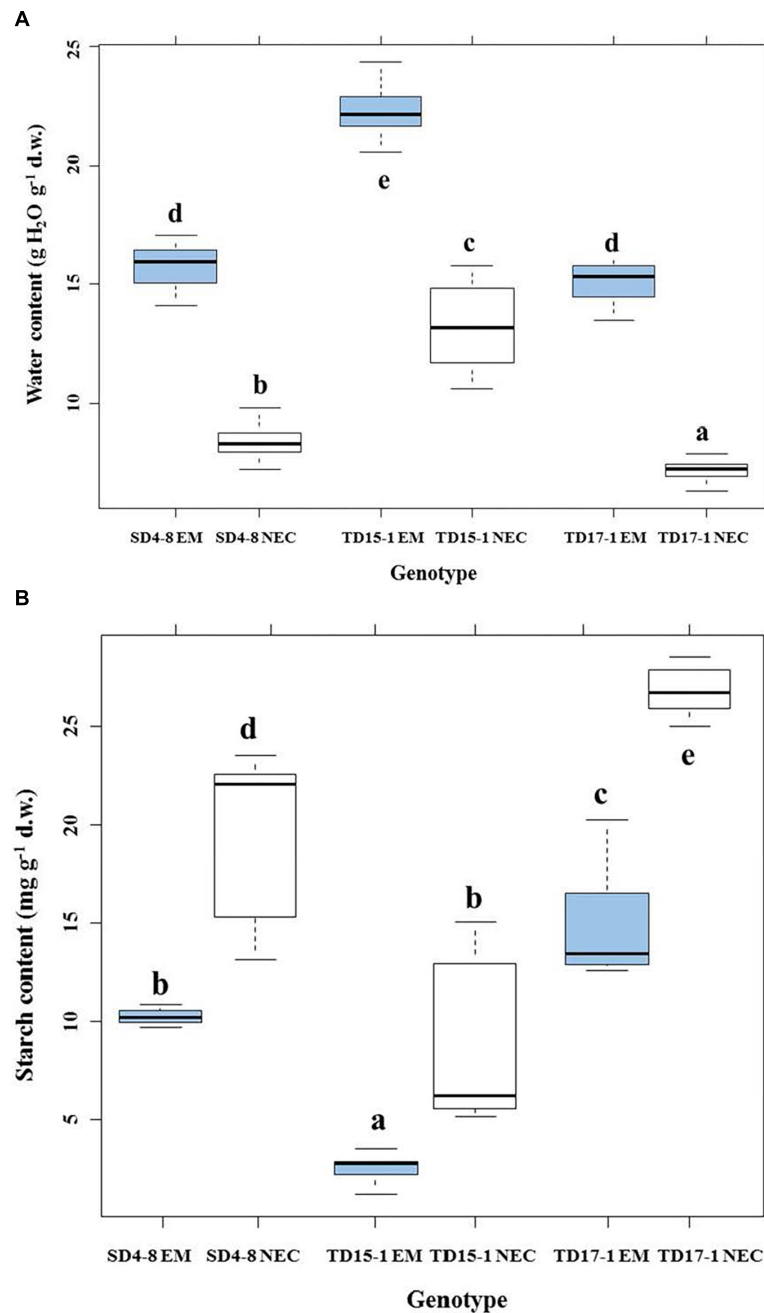 A
Water content (g H₂O g⁻¹ d.w.)
25
20
15
10
d
b
e
c
d
a
SD4-8 EM SD4-8 NEC TD15-1 EM TD15-1 NEC TD17-1 EM TD17-1 NEC
Genotype
B
Starch content (mg g⁻¹ d.w.)
25
20
15
10
5
b
d
a
b
c
e
SD4-8 EM SD4-8 NEC TD15-1 EM TD15-1 NEC TD17-1 EM TD17-1 NEC
Genotype